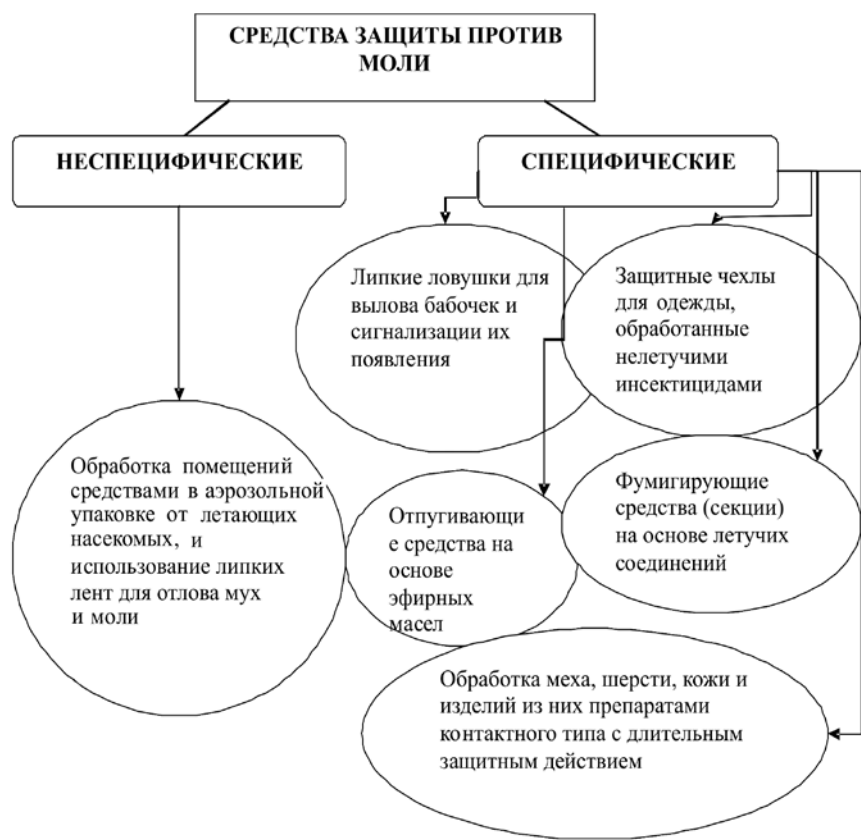 СРЕДСТВА ЗАЩИТЫ ПРОТИВ
МОЛИ
НЕСПЕЦИФИЧЕСКИЕ
СПЕЦИФИЧЕСКИЕ
Липкие ловушки для
вылова бабочек и
сигнализации их
появления
Защитные чехлы
для одежды,
обработанные
нелетучими
инсектицидами
Обработка помещений
средствами в аэрозольной
упаковке от летающих
насекомых, и
использование липких
лент для отлова мух
и моли
Отпугивающи
е средства на
основе
эфирных
масел
Фумигирующие
средства (секции)
на основе летучих
соединений
Обработка меха, шерсти, кожи и
изделий из них препаратами
контактного типа с длительным
защитным действием